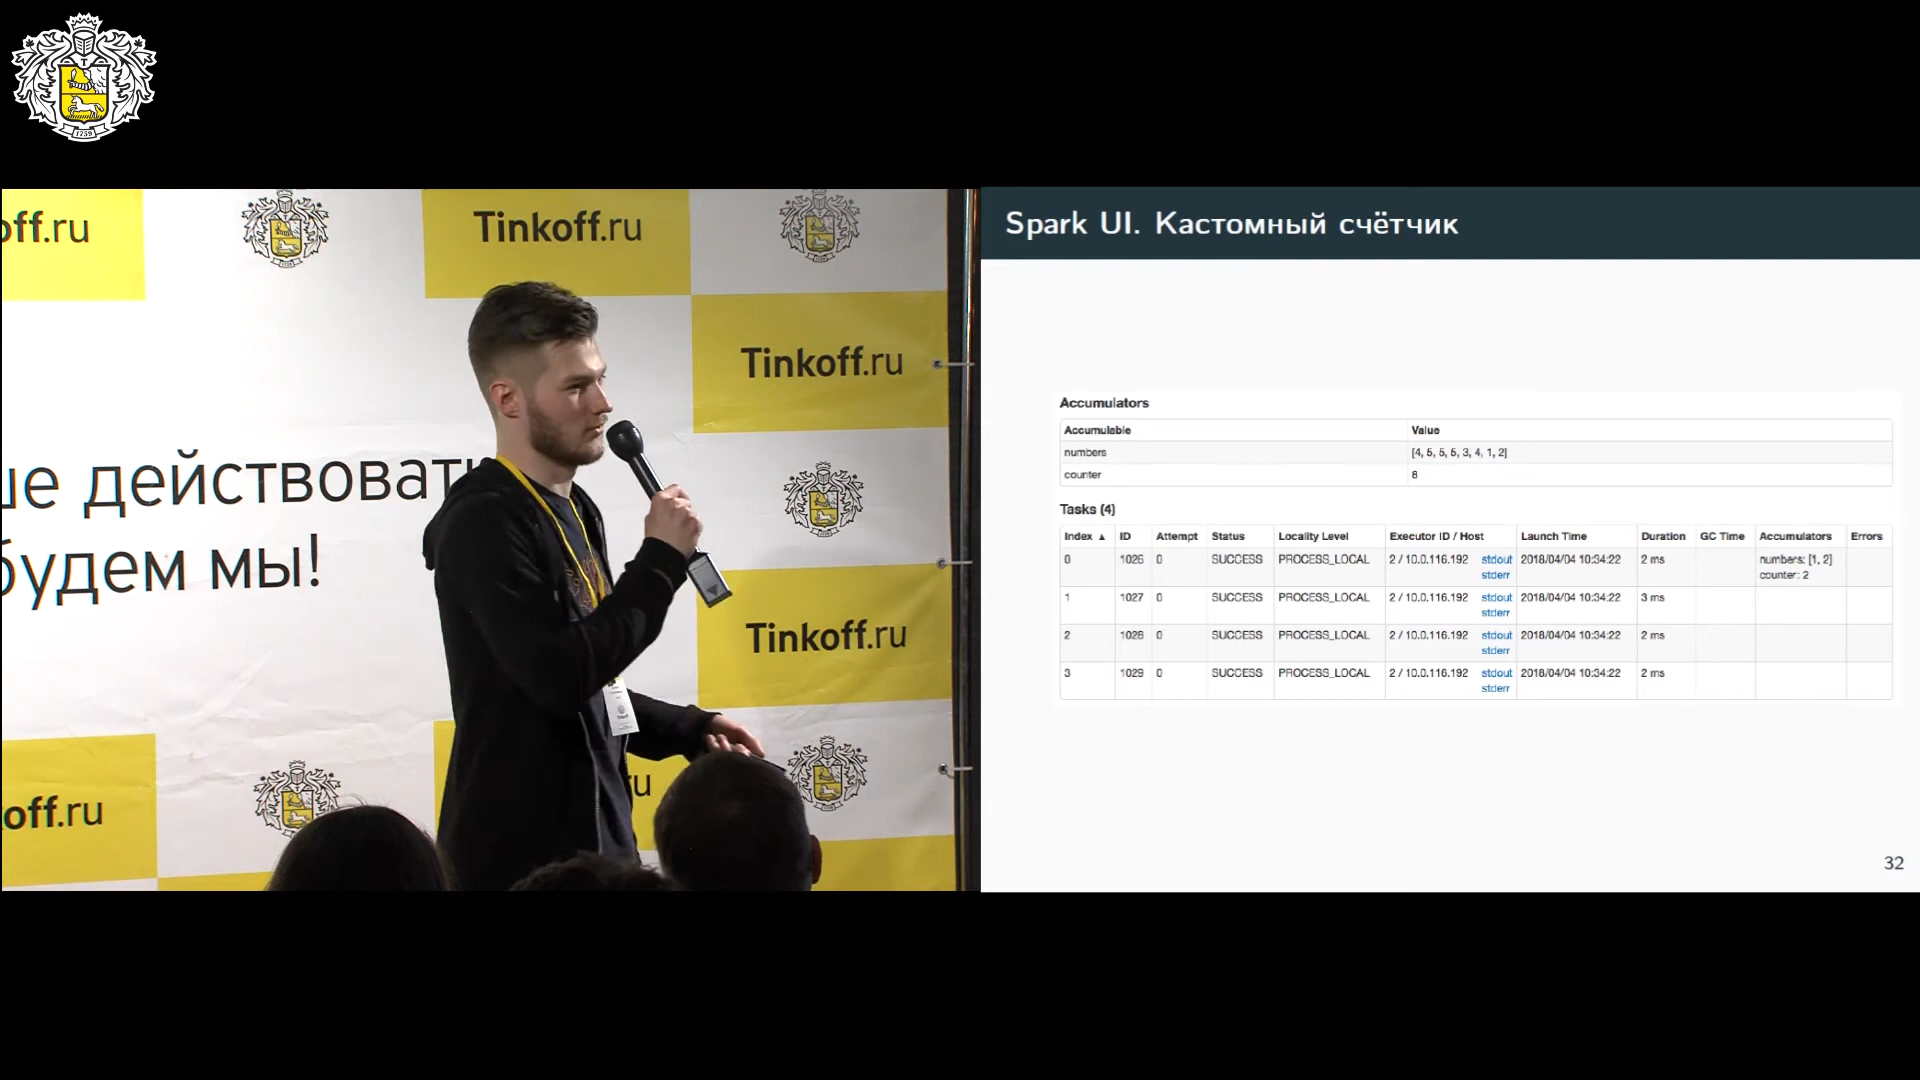 1759
off.ru
Tinkoff.ru
Tinkoff.ru
действоват
будем мы!
Tinkoff.ru
off.ru
Spark UI. Кастомный счётчик
Accumulators
Accumulable Value
numbers [4, 5, 5, 5, 3, 4, 1, 2]
counter 8
Tasks (4)
Index ▲ ID Attempt Status Locality Level Executor ID / Host Launch Time Duration GC Time Accumulators Errors
0 1026 0 SUCCESS PROCESS_LOCAL 2 / 10.0.116.192 stdout 2018/04/04 10:34:22 2 ms numbers: [1, 2]
stderr counter: 2
1 1027 0 SUCCESS PROCESS_LOCAL 2 / 10.0.116.192 stdout 2018/04/04 10:34:22 3 ms
stderr
2 1028 0 SUCCESS PROCESS_LOCAL 2 / 10.0.116.192 stdout 2018/04/04 10:34:22 2 ms
stderr
3 1029 0 SUCCESS PROCESS_LOCAL 2 / 10.0.116.192 stdout 2018/04/04 10:34:22 2 ms
stderr
32